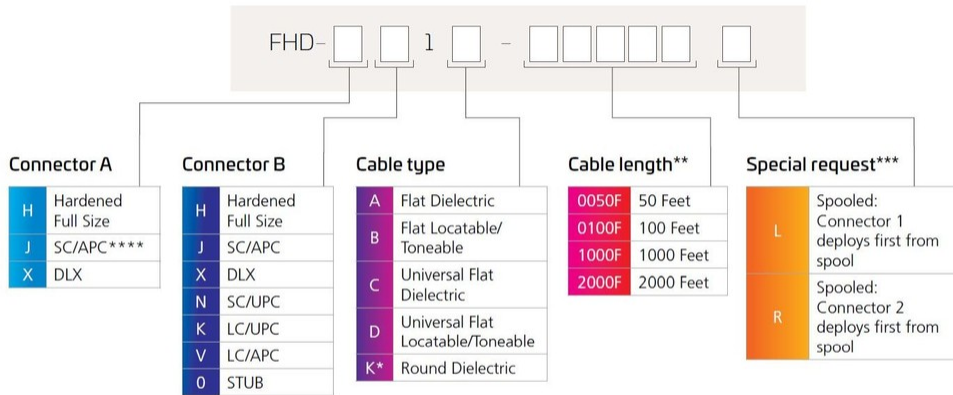 FHD- 1 -
Connector A
H Hardened
Full Size
J SC/APC****
X DLX
Connector B
H Hardened
Full Size
J SC/APC
X DLX
N SC/UPC
K LC/UPC
V LC/APC
0 STUB
Cable type
A Flat Dielectric
B Flat Locatable/
Toneable
C Universal Flat
Dielectric
D Universal Flat
Locatable/Toneable
K* Round Dielectric
Cable length**
0050F 50 Feet
0100F 100 Feet
1000F 1000 Feet
2000F 2000 Feet
Special request***
L Spooled:
Connector 1
deploys first from
spool
R Spooled:
Connector 2
deploys first from
spool